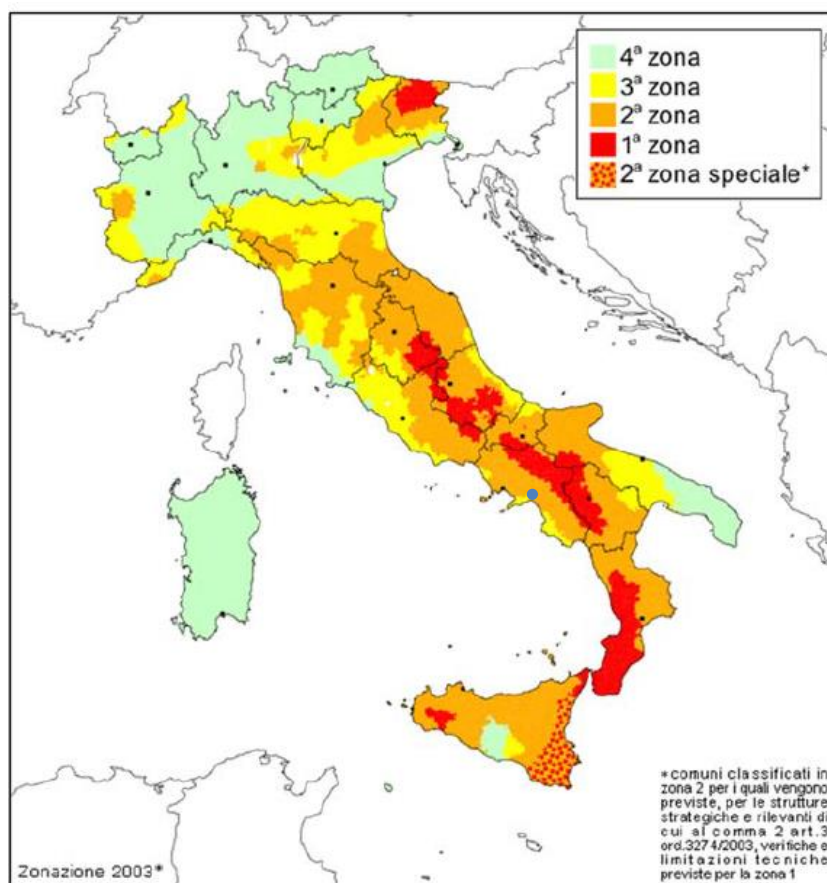 4ª zona
3ª zona
2ª zona
1ª zona
2ª zona speciale*
*comuni classificati in
zona 2 per i quali vengono
previste, per le strutture
strategiche e rilevanti di
cui al comma 2 art.3
ord.3274/2003, verifiche e
limitazioni tecniche
previste per la zona 1
Zonazione 2003*